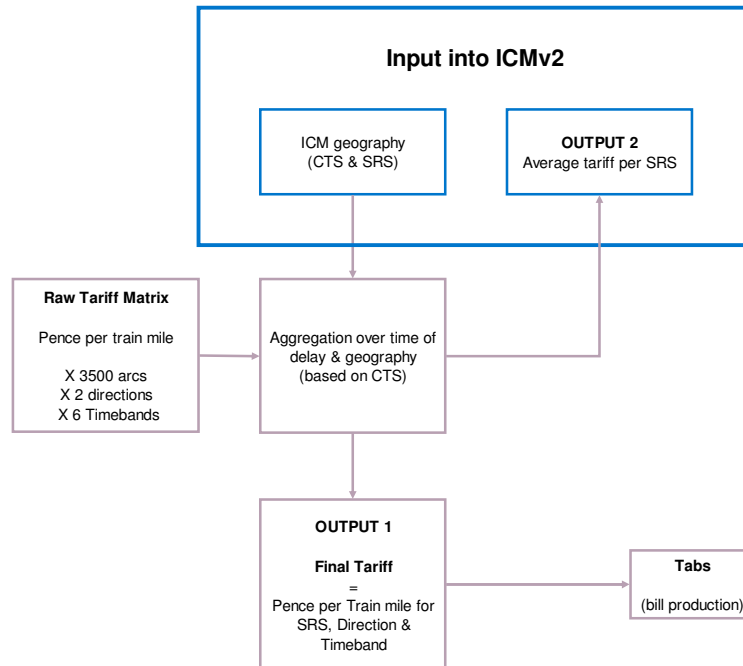 Input into ICMv2
ICM geography
(CTS & SRS)
OUTPUT 2
Average tariff per SRS
Raw Tariff Matrix
Pence per train mile
X 3500 arcs
X 2 directions
X 6 Timebands
Aggregation over time of
delay & geography
(based on CTS)
OUTPUT 1
Final Tariff
=
Pence per Train mile for
SRS, Direction &
Timeband
Tabs
(bill production)